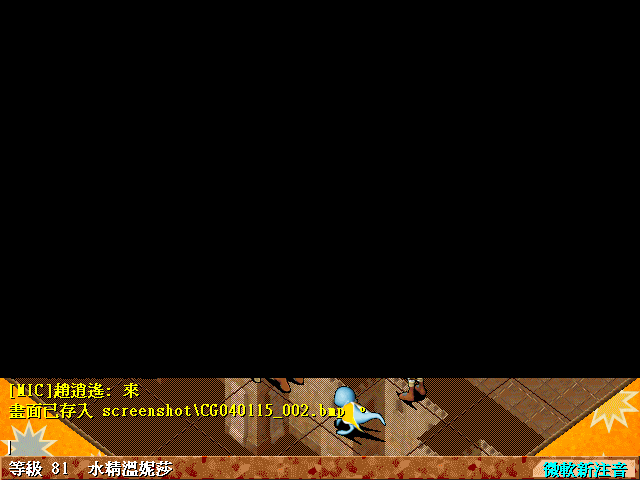 [MIC]趙逍遙: 來
畫面已存入 screenshot\CG040115_002.bmp 。
等級 81 水精溫妮莎
微軟新注音